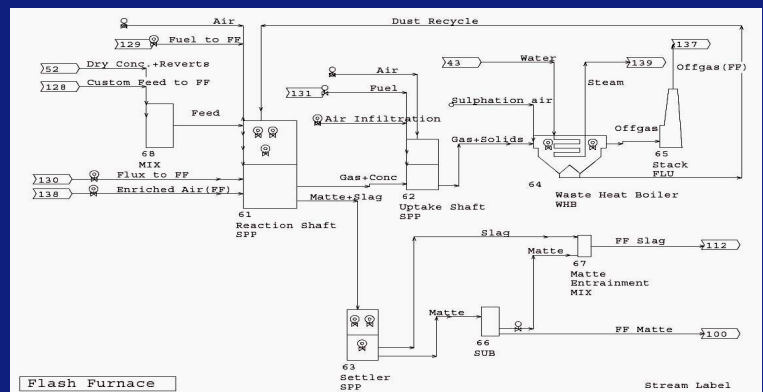 Air
Dust Recycle
129
Fuel to FF
137
52
Dry Conc.+Reverts
Air
43
Water
139
Offgas(FF)
128
Custom Feed to FF
131
Fuel
Steam
Sulphation air
Feed
Air Infiltration
Gas+Solids
Offgas
68
MIX
65
Stack
FLU
130
Flux to FF
Gas+Conc
64
138
Enriched Air(FF)
Matte+Slag
62
Uptake Shaft
SPP
Waste Heat Boiler
WHB
61
Reaction Shaft
SPP
Slag
FF Slag
112
Matte
67
Matte
Entrainment
MIX
Matte
FF Matte
100
66
SUB
63
Settler
SPP
Flash Furnace
Stream Label